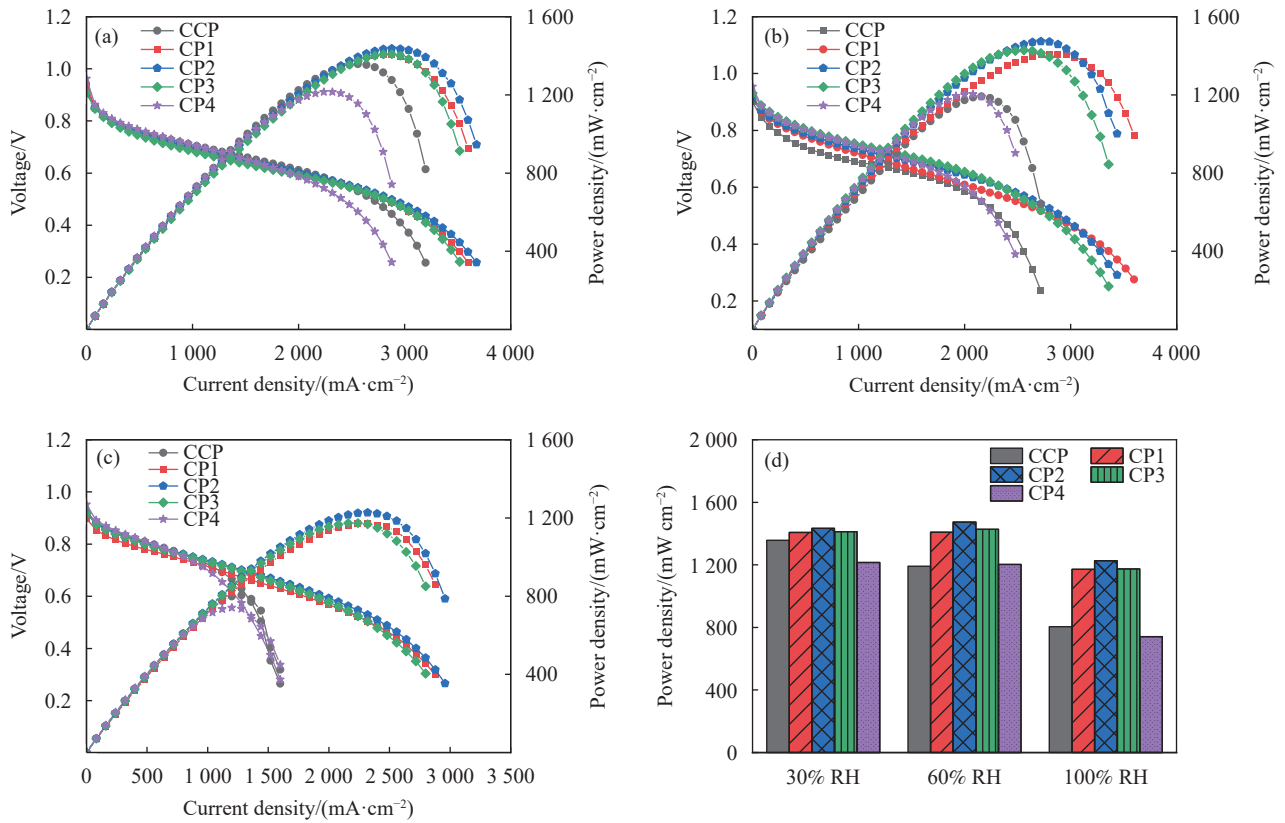 (a)
CCP
CP1
CP2
CP3
CP4
1.2
1.0
0.8
0.6
0.4
0.2
Voltage/V
1 600
1 200
800
400
Power density/(mW·cm⁻²)
0
1 000
2 000
3 000
4 000
Current density/(mA·cm⁻²)
(b)
CCP
CP1
CP2
CP3
CP4
1.2
1.0
0.8
0.6
0.4
0.2
Voltage/V
1 600
1 200
800
400
Power density/(mW·cm⁻²)
0
1 000
2 000
3 000
4 000
Current density/(mA·cm⁻²)
(c)
CCP
CP1
CP2
CP3
CP4
1.2
1.0
0.8
0.6
0.4
0.2
Voltage/V
1 600
1 200
800
400
Power density/(mW·cm⁻²)
0
500
1 000
1 500
2 000
2 500
3 000
3 500
Current density/(mA·cm⁻²)
(d)
CCP
CP1
CP2
CP3
CP4
2 000
1 600
1 200
800
400
0
Power density/(mW cm⁻²)
30% RH
60% RH
100% RH